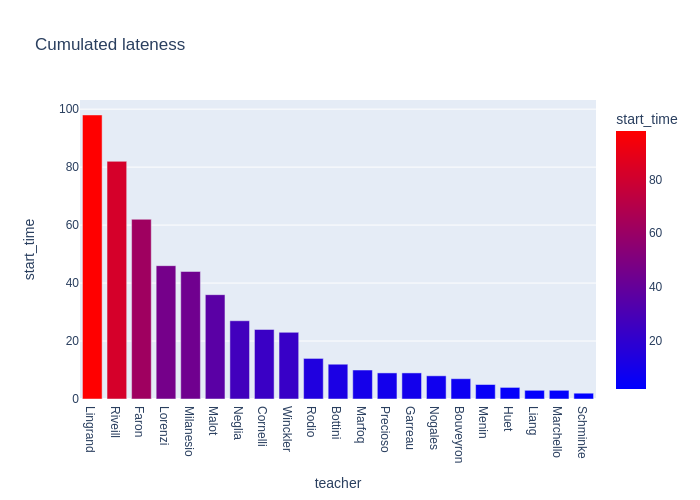 Cumulated lateness
start_time
100
80
60
40
20
0
start_time
80
60
40
20
Lingrand
Riveill
Faron
Lorenzi
Milanesio
Malot
Neglia
Cornelli
Winckler
Rodio
Bottini
Marfoq
Precioso
Garreau
Nogales
Bouveyron
Menin
Huet
Liang
Marchello
Schminke
teacher